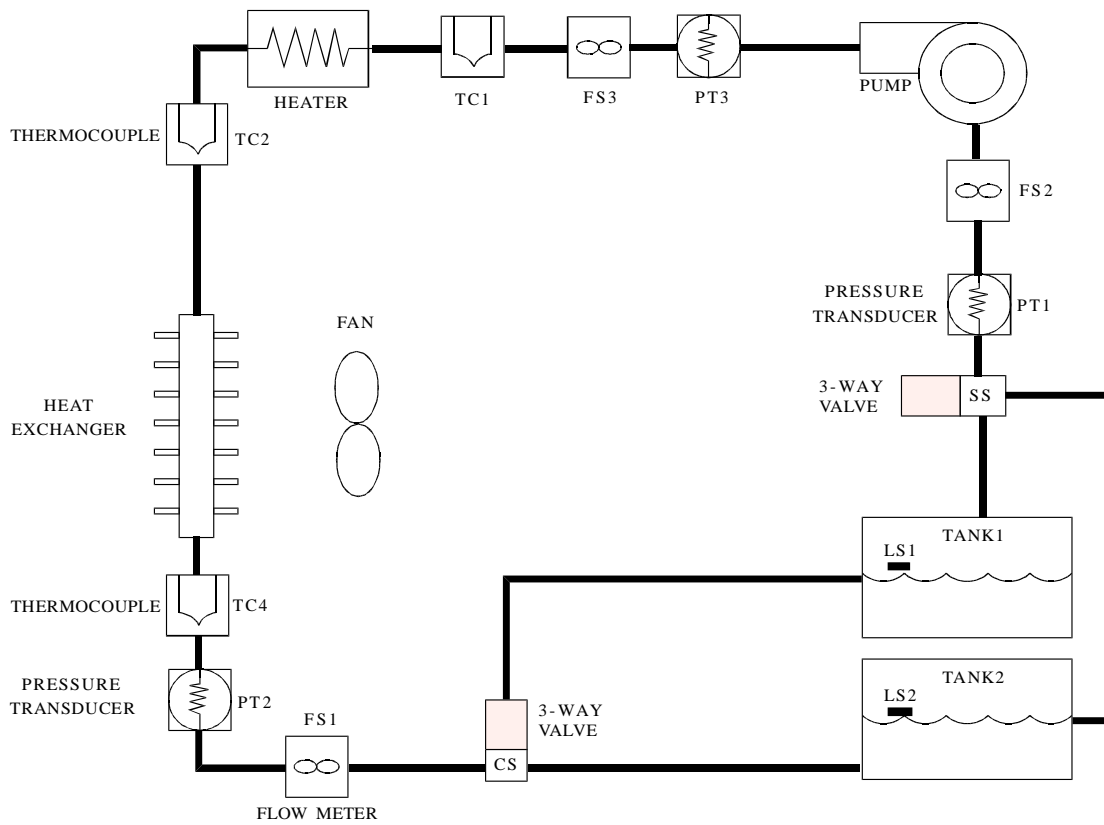 HEATER
TC1
FS3
PT3
PUMP
THERMOCOUPLE
TC2
FS2
PRESSURE
TRANSDUCER
PT1
FAN
3-WAY
VALVE
SS
HEAT
EXCHANGER
TANK1
LS1
THERMOCOUPLE
TC4
PRESSURE
TRANSDUCER
PT2
FS1
3-WAY
VALVE
CS
TANK2
LS2
FLOW METER